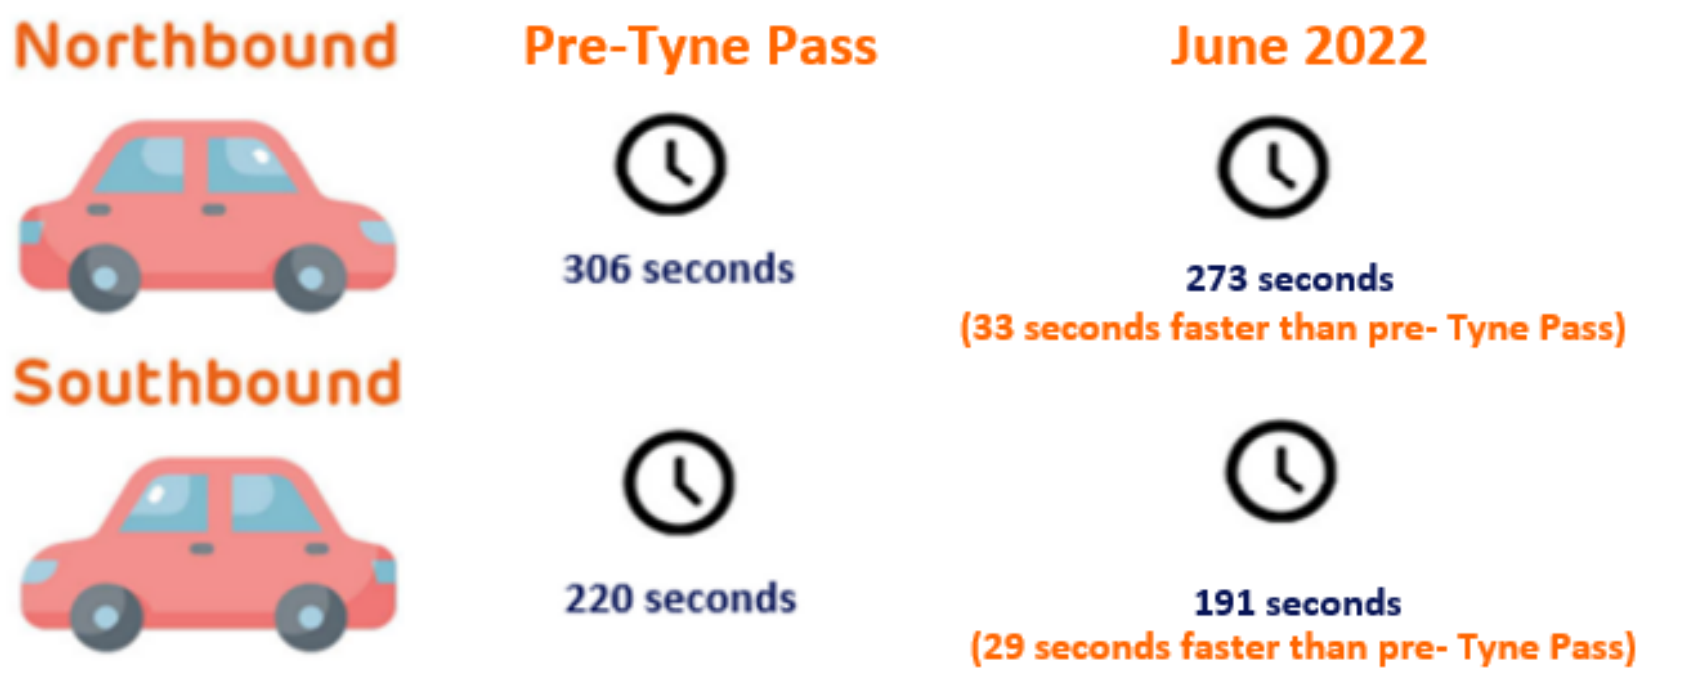 Northbound
Pre-Tyne Pass
June 2022
306 seconds
273 seconds
(33 seconds faster than pre- Tyne Pass)
Southbound
220 seconds
191 seconds
(29 seconds faster than pre- Tyne Pass)